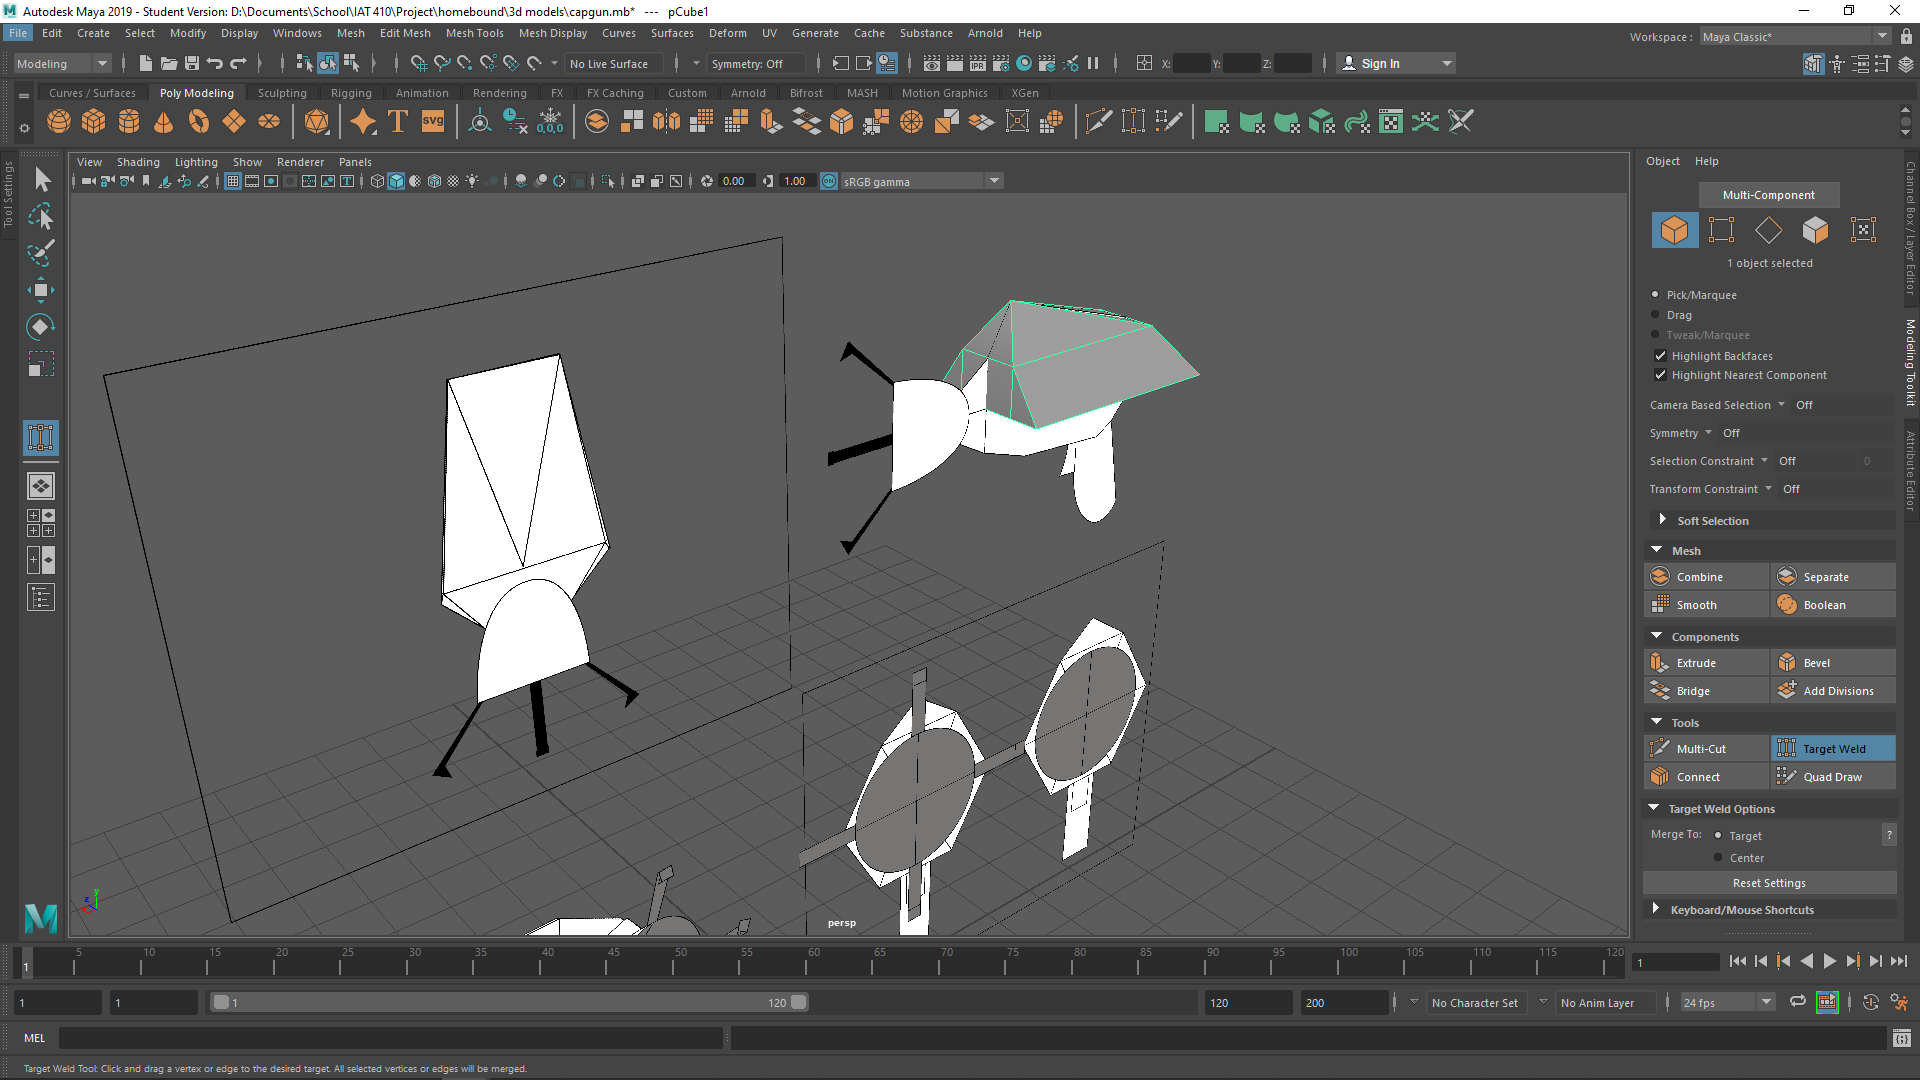 Autodesk Maya 2019 - Student Version: D:\Documents\School\IAT 410\Project\homebound\3d models\capgun.mb* --- pCube1
File Edit Create Select Modify Display Windows Mesh Edit Mesh Mesh Tools Mesh Display Curves Surfaces Deform UV Generate Cache Substance Arnold Help
Workspace : Maya Classic*
Modeling No Live Surface Symmetry: Off X: Y: Z: Sign In
Curves / Surfaces Poly Modeling Sculpting Rigging Animation Rendering FX FX Caching Custom Arnold Bifrost MASH Motion Graphics XGen
T svg 0,0,0
View Shading Lighting Show Renderer Panels
0.00 1.00 ON sRGB gamma
Tool Settings
Object Help
Multi-Component
1 object selected
Pick/Marquee
Drag
Tweak/Marquee
Highlight Backfaces
Highlight Nearest Component
Camera Based Selection Off
Symmetry Off
Selection Constraint Off 0
Transform Constraint Off
Soft Selection
Mesh
Combine Separate
Smooth Boolean
Components
Extrude Bevel
Bridge Add Divisions
Tools
Multi-Cut Target Weld
Connect Quad Draw
Target Weld Options
Merge To: Target ?
Center
Reset Settings
Keyboard/Mouse Shortcuts
Channel Box / Layer Editor
Modeling Toolkit
Attribute Editor
persp
y
z
1 5 10 15 20 25 30 35 40 45 50 55 60 65 70 75 80 85 90 95 100 105 110 115 120 1
1 1 1 120 120 200 No Character Set No Anim Layer 24 fps
MEL
Target Weld Tool: Click and drag a vertex or edge to the desired target. All selected vertices or edges will be merged.